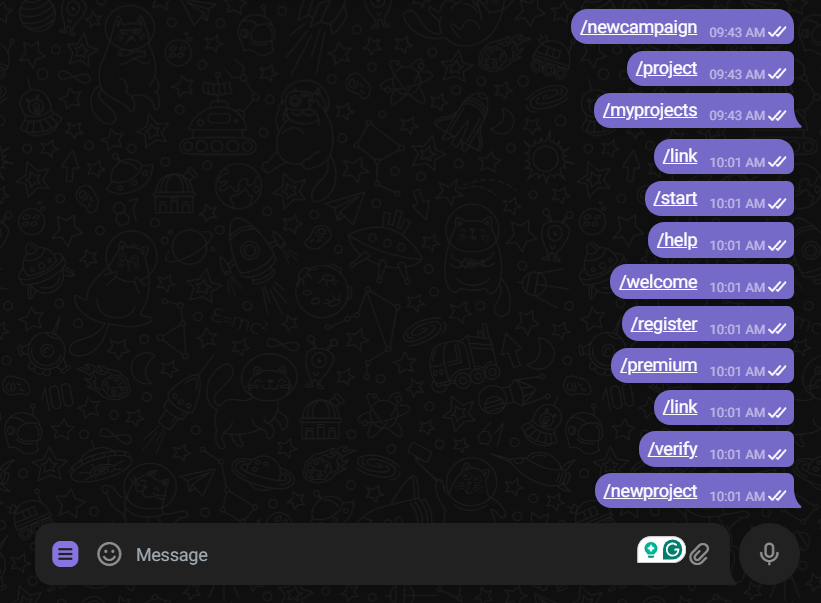 /newcampaign 09:43 AM
/project 09:43 AM
/myprojects 09:43 AM
/link 10:01 AM
/start 10:01 AM
/help 10:01 AM
/welcome 10:01 AM
/register 10:01 AM
/premium 10:01 AM
/link 10:01 AM
/verify 10:01 AM
/newproject 10:01 AM
Message